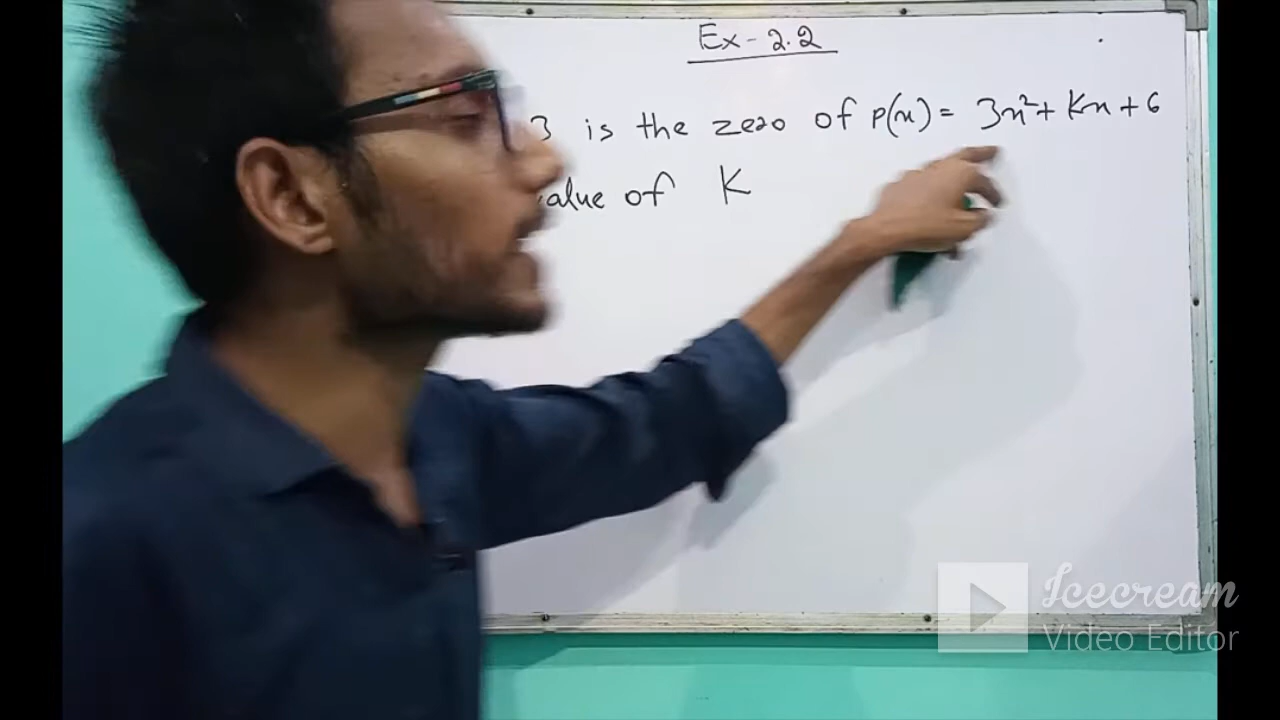 Ex - 2.2
3 is the zero of p(x) = 3x² + Kx + 6
value of K
Icecream
Video Editor